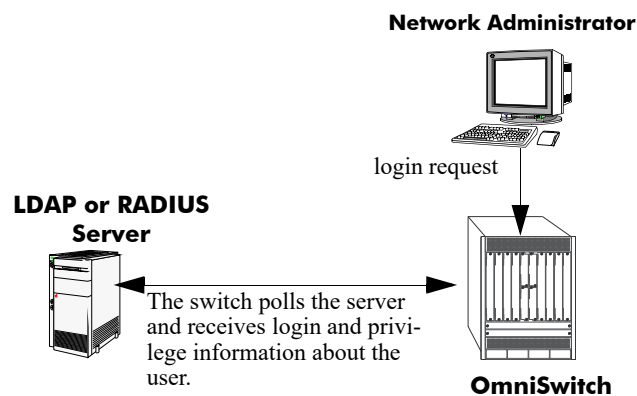 Network Administrator
login request
LDAP or RADIUS
Server
The switch polls the server
and receives login and privi-
lege information about the
user.
OmniSwitch